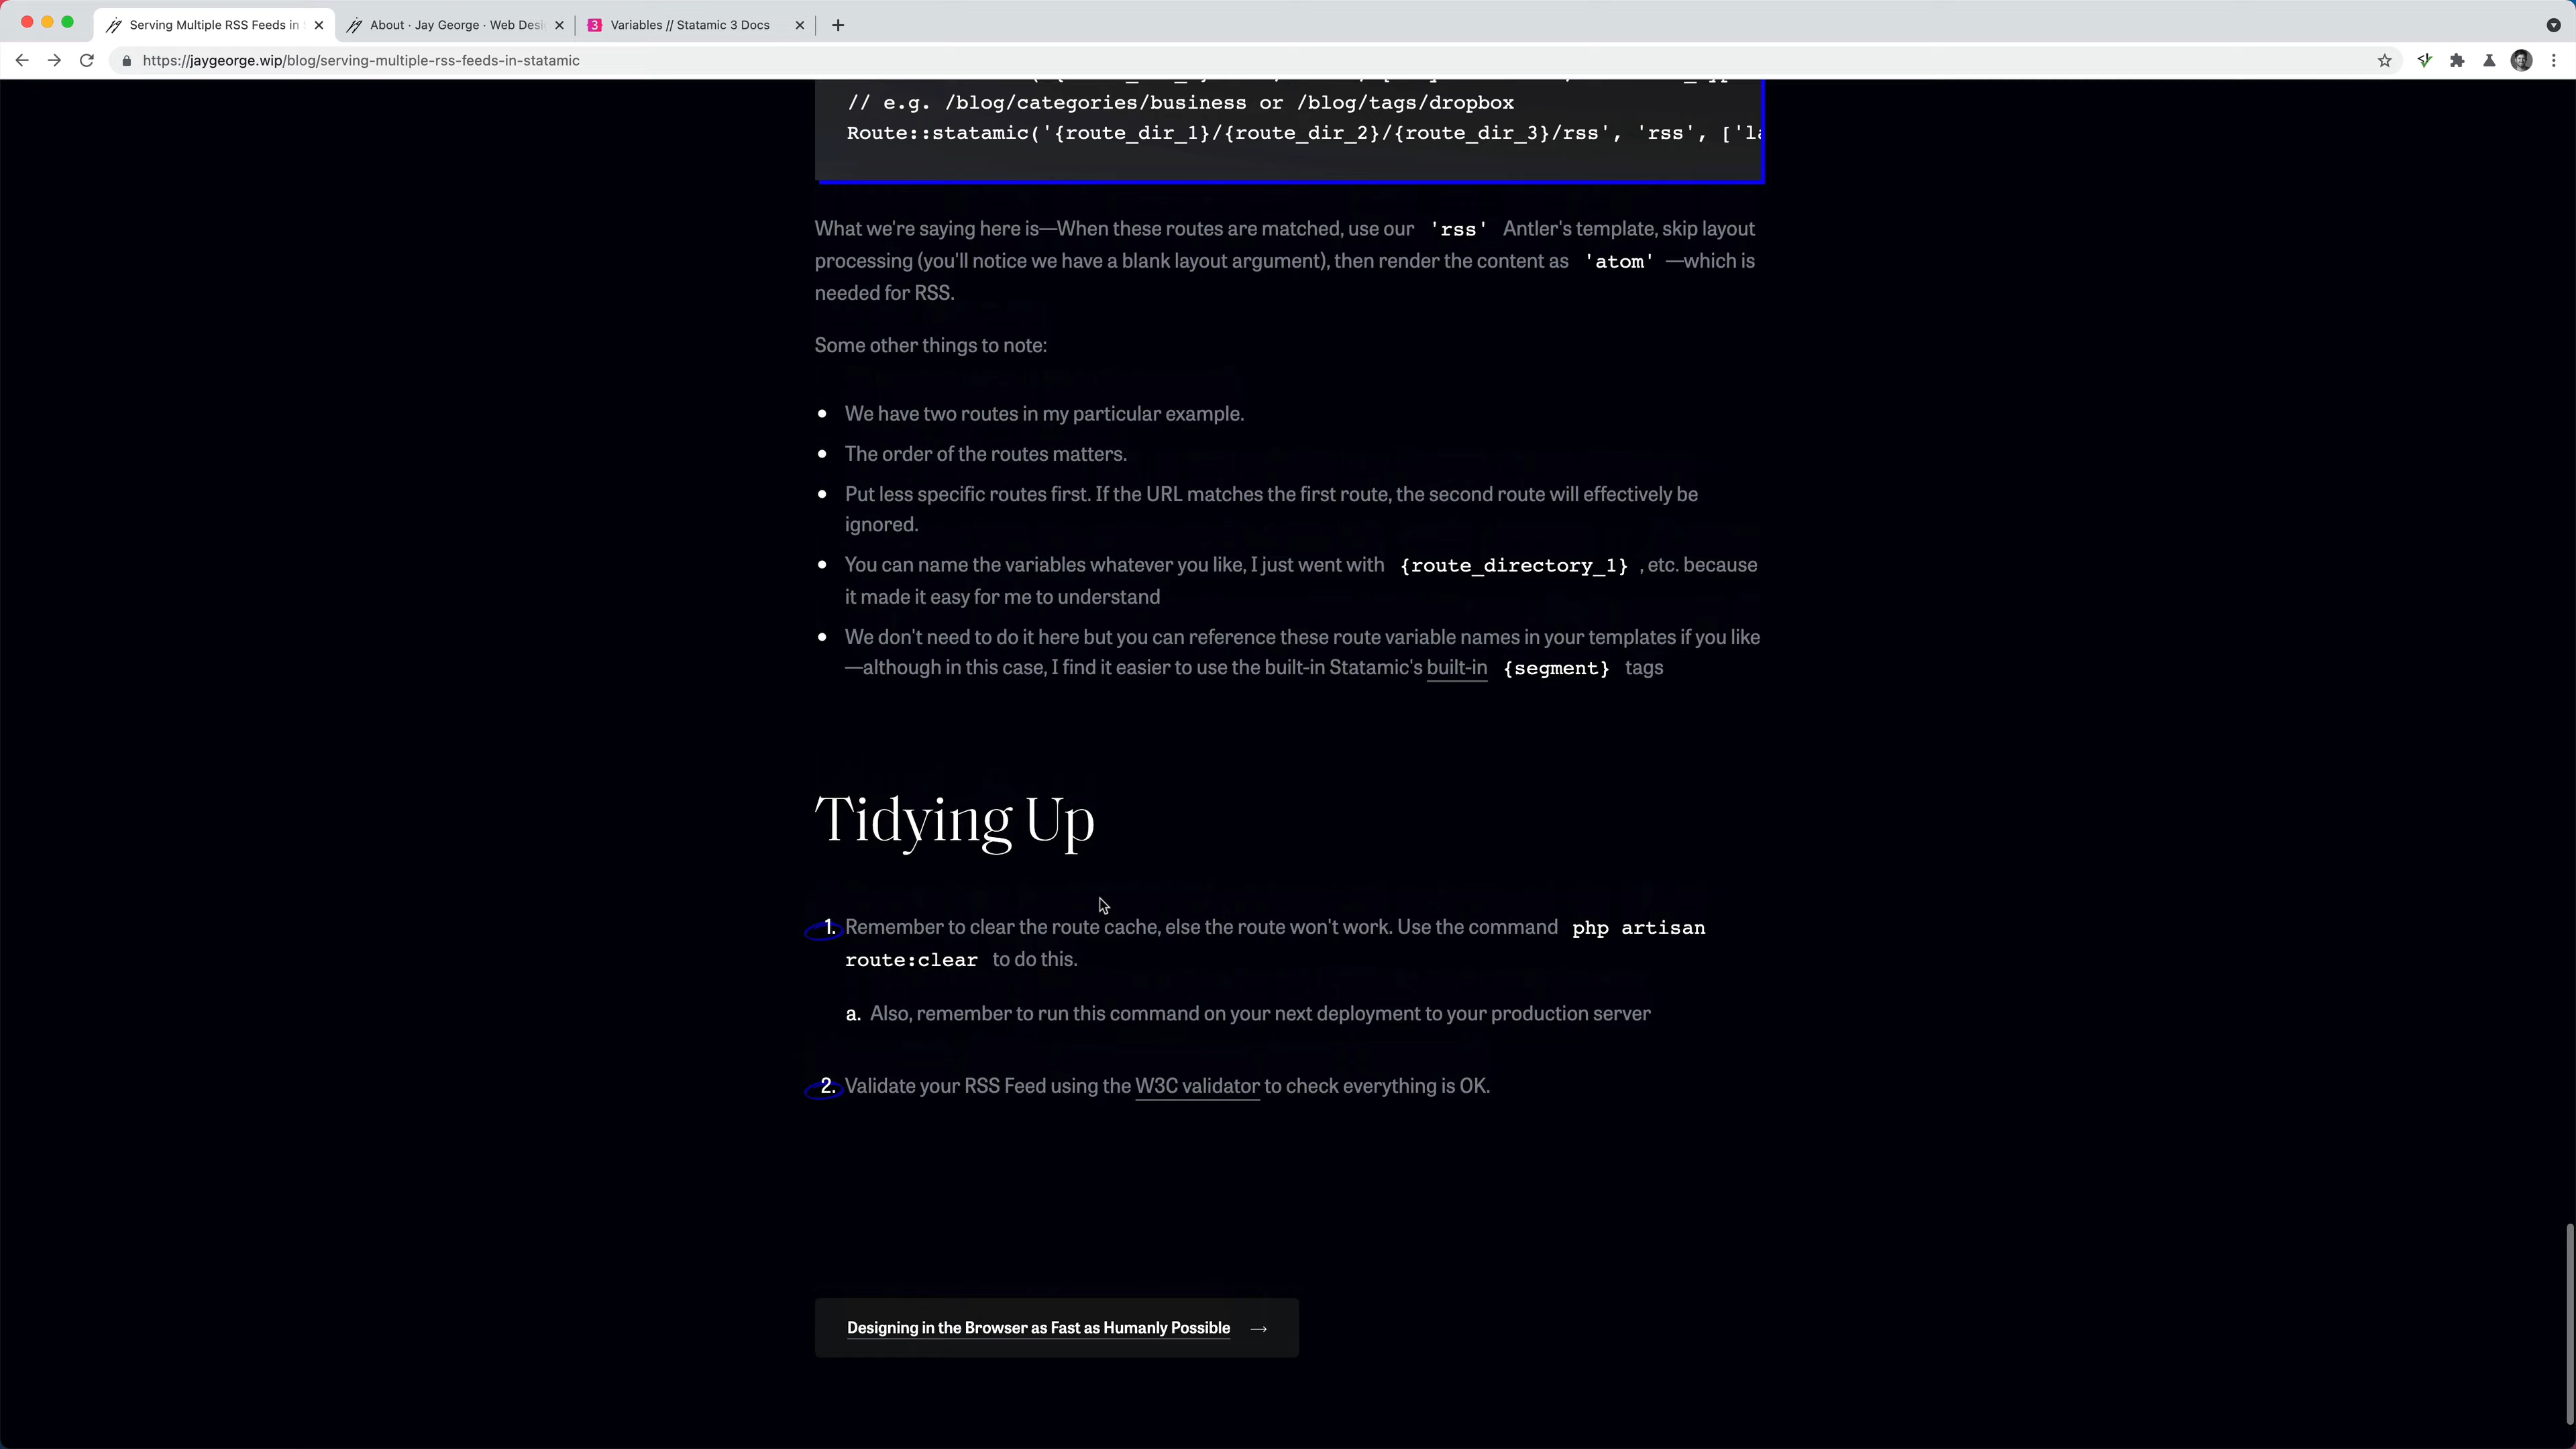 Serving Multiple RSS Feeds in
About · Jay George · Web Desi
Variables // Statamic 3 Docs
https://jaygeorge.wip/blog/serving-multiple-rss-feeds-in-statamic
// e.g. /blog/categories/business or /blog/tags/dropbox
Route::statamic('{route_dir_1}/{route_dir_2}/{route_dir_3}/rss', 'rss', ['la
What we're saying here is—When these routes are matched, use our 'rss' Antler's template, skip layout
processing (you'll notice we have a blank layout argument), then render the content as 'atom' —which is
needed for RSS.
Some other things to note:
• We have two routes in my particular example.
• The order of the routes matters.
• Put less specific routes first. If the URL matches the first route, the second route will effectively be
ignored.
• You can name the variables whatever you like, I just went with {route_directory_1} , etc. because
it made it easy for me to understand
• We don't need to do it here but you can reference these route variable names in your templates if you like
—although in this case, I find it easier to use the built-in Statamic's built-in {segment} tags
Tidying Up
1. Remember to clear the route cache, else the route won't work. Use the command php artisan
route:clear to do this.
a. Also, remember to run this command on your next deployment to your production server
2. Validate your RSS Feed using the W3C validator to check everything is OK.
Designing in the Browser as Fast as Humanly Possible →